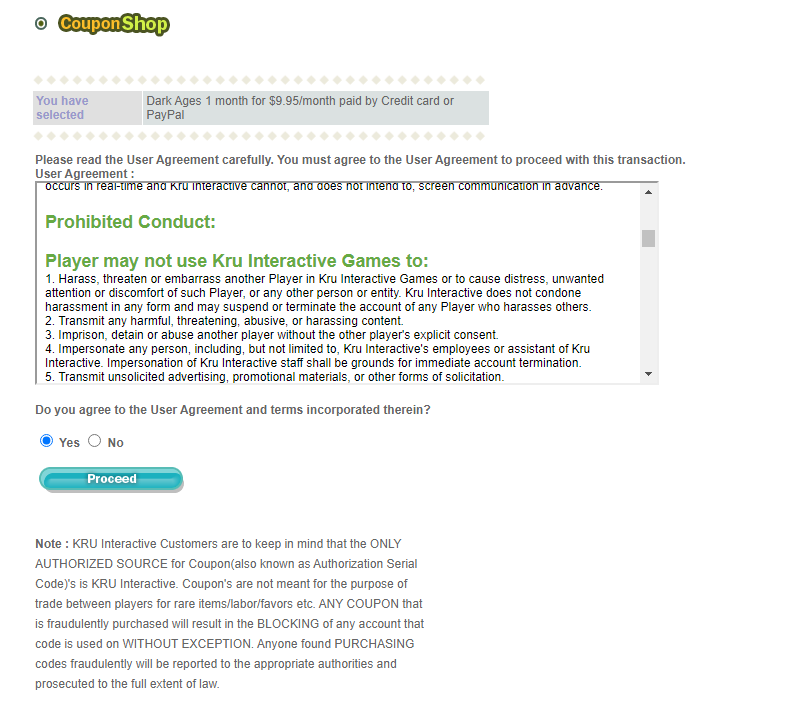 CouponShop
You have selected
Dark Ages 1 month for $9.95/month paid by Credit card or
PayPal
Please read the User Agreement carefully. You must agree to the User Agreement to proceed with this transaction.
User Agreement :
occurs in real-time and Kru Interactive cannot, and does not intend to, screen communication in advance.
Prohibited Conduct:
Player may not use Kru Interactive Games to:
1. Harass, threaten or embarrass another Player in Kru Interactive Games or to cause distress, unwanted
attention or discomfort of such Player, or any other person or entity. Kru Interactive does not condone
harassment in any form and may suspend or terminate the account of any Player who harasses others.
2. Transmit any harmful, threatening, abusive, or harassing content.
3. Imprison, detain or abuse another player without the other player's explicit consent.
4. Impersonate any person, including, but not limited to, Kru Interactive's employees or assistant of Kru
Interactive. Impersonation of Kru Interactive staff shall be grounds for immediate account termination.
5. Transmit unsolicited advertising, promotional materials, or other forms of solicitation.
Do you agree to the User Agreement and terms incorporated therein?
Yes No
Proceed
Note : KRU Interactive Customers are to keep in mind that the ONLY
AUTHORIZED SOURCE for Coupon(also known as Authorization Serial
Code)'s is KRU Interactive. Coupon's are not meant for the purpose of
trade between players for rare items/labor/favors etc. ANY COUPON that
is fraudulently purchased will result in the BLOCKING of any account that
code is used on WITHOUT EXCEPTION. Anyone found PURCHASING
codes fraudulently will be reported to the appropriate authorities and
prosecuted to the full extent of law.